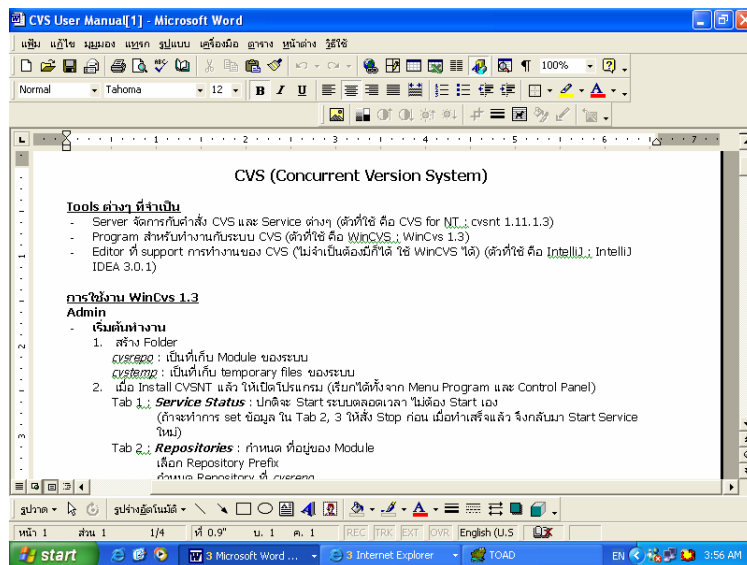 CVS User Manual[1] - Microsoft Word
แฟ้ม แก้ไข มุมมอง แทรก รูปแบบ เครื่องมือ ตาราง หน้าต่าง วิธีใช้
100%
Normal Tahoma 12 B I U
1 2 3 4 5 6 7
CVS (Concurrent Version System)
Tools ต่างๆ ที่จำเป็น
- Server จัดการกับคำสั่ง CVS และ Service ต่างๆ (ตัวที่ใช้ คือ CVS for NT : cvsnt 1.11.1.3)
- Program สำหรับทำงานกับระบบ CVS (ตัวที่ใช้ คือ WinCVS : WinCvs 1.3)
- Editor ที่ support การทำงานของ CVS (ไม่จำเป็นต้องมีก็ได้ ใช้ WinCVS ได้) (ตัวที่ใช้ คือ IntelliJ : IntelliJ
IDEA 3.0.1)
การใช้งาน WinCvs 1.3
Admin
- เริ่มต้นทำงาน
1. สร้าง Folder
cvsrepo : เป็นที่เก็บ Module ของระบบ
cvstemp : เป็นที่เก็บ temporary files ของระบบ
2. เมื่อ Install CVSNT แล้ว ให้เปิดโปรแกรม (เรียกได้ทั้งจาก Menu Program และ Control Panel)
Tab 1 : Service Status : ปกติจะ Start ระบบตลอดเวลา ไม่ต้อง Start เอง
(ถ้าจะทำการ set ข้อมูล ใน Tab 2, 3 ให้สั่ง Stop ก่อน เมื่อทำเสร็จแล้ว จึงกลับมา Start Service
ใหม่)
Tab 2 : Repositories : กำหนด ที่อยู่ของ Module
เลือก Repository Prefix
กำหนด Repository ที่ cvsrepo
รูปวาด รูปร่างอัตโนมัติ
หน้า 1 ส่วน 1 1/4 ที่ 0.9" บ. 1 ค. 1 REC TRK EXT OVR English (U.S
start 3 Microsoft Word ... 3 Internet Explorer TOAD EN 3:56 AM